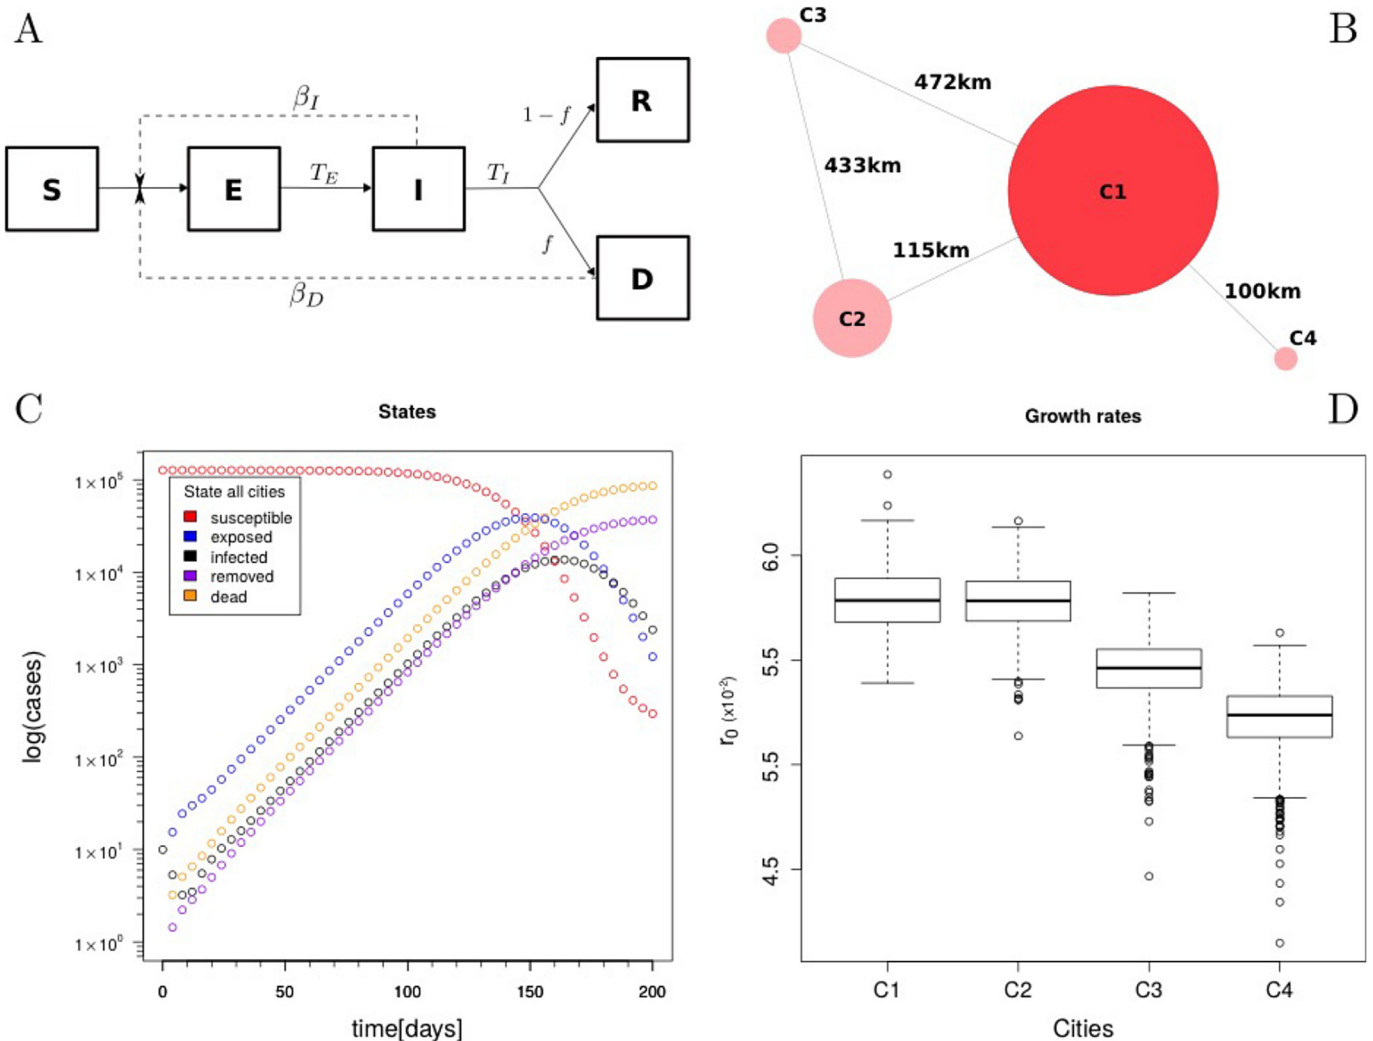 A
S
E
I
R
D
β_I
β_D
T_E
T_I
1 − f
f
B
C3
472km
433km
C1
115km
C2
100km
C4
C
States
1×10^5
1×10^4
1×10^3
1×10^2
1×10^1
1×10^0
log(cases)
State all cities
susceptible
exposed
infected
removed
dead
0 50 100 150 200
time[days]
D
Growth rates
6.0
5.5
5.5
4.5
r_0 (x10^-2)
C1 C2 C3 C4
Cities